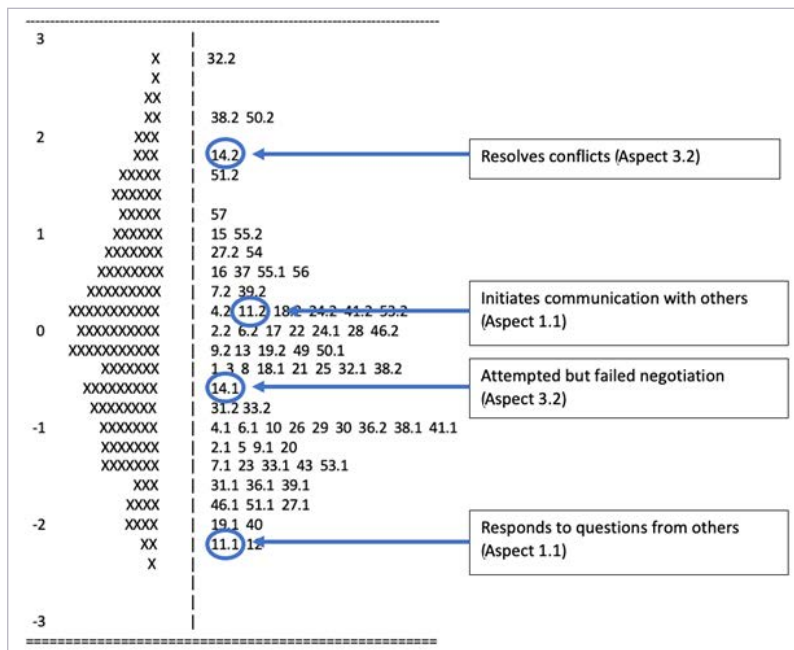 3
X | 32.2
X |
XX |
XX | 38.2 50.2
2 XXX |
XXX | 14.2
Resolves conflicts (Aspect 3.2)
XXXXX | 51.2
XXXXXX |
XXXXX | 57
1 XXXXXX | 15 55.2
XXXXXXX | 27.2 54
XXXXXXXX | 16 37 55.1 56
XXXXXXXXX | 7.2 39.2
XXXXXXXXXXX | 4.2 11.2 18.2 24.2 41.2 53.2
Initiates communication with others
(Aspect 1.1)
0 XXXXXXXXXX | 2.2 6.2 17 22 24.1 28 46.2
XXXXXXXXXXX | 9.2 13 19.2 49 50.1
XXXXXXX | 1 3 8 18.1 21 25 32.1 38.2
XXXXXXXXX | 14.1
Attempted but failed negotiation
(Aspect 3.2)
XXXXXXXX | 31.2 33.2
-1 XXXXXXX | 4.1 6.1 10 26 29 30 36.2 38.1 41.1
XXXXXXX | 2.1 5 9.1 20
XXXXXXX | 7.1 23 33.1 43 53.1
XXX | 31.1 36.1 39.1
XXXX | 46.1 51.1 27.1
-2 XXXX | 19.1 40
XX | 11.1 12
Responds to questions from others
(Aspect 1.1)
X |
-3